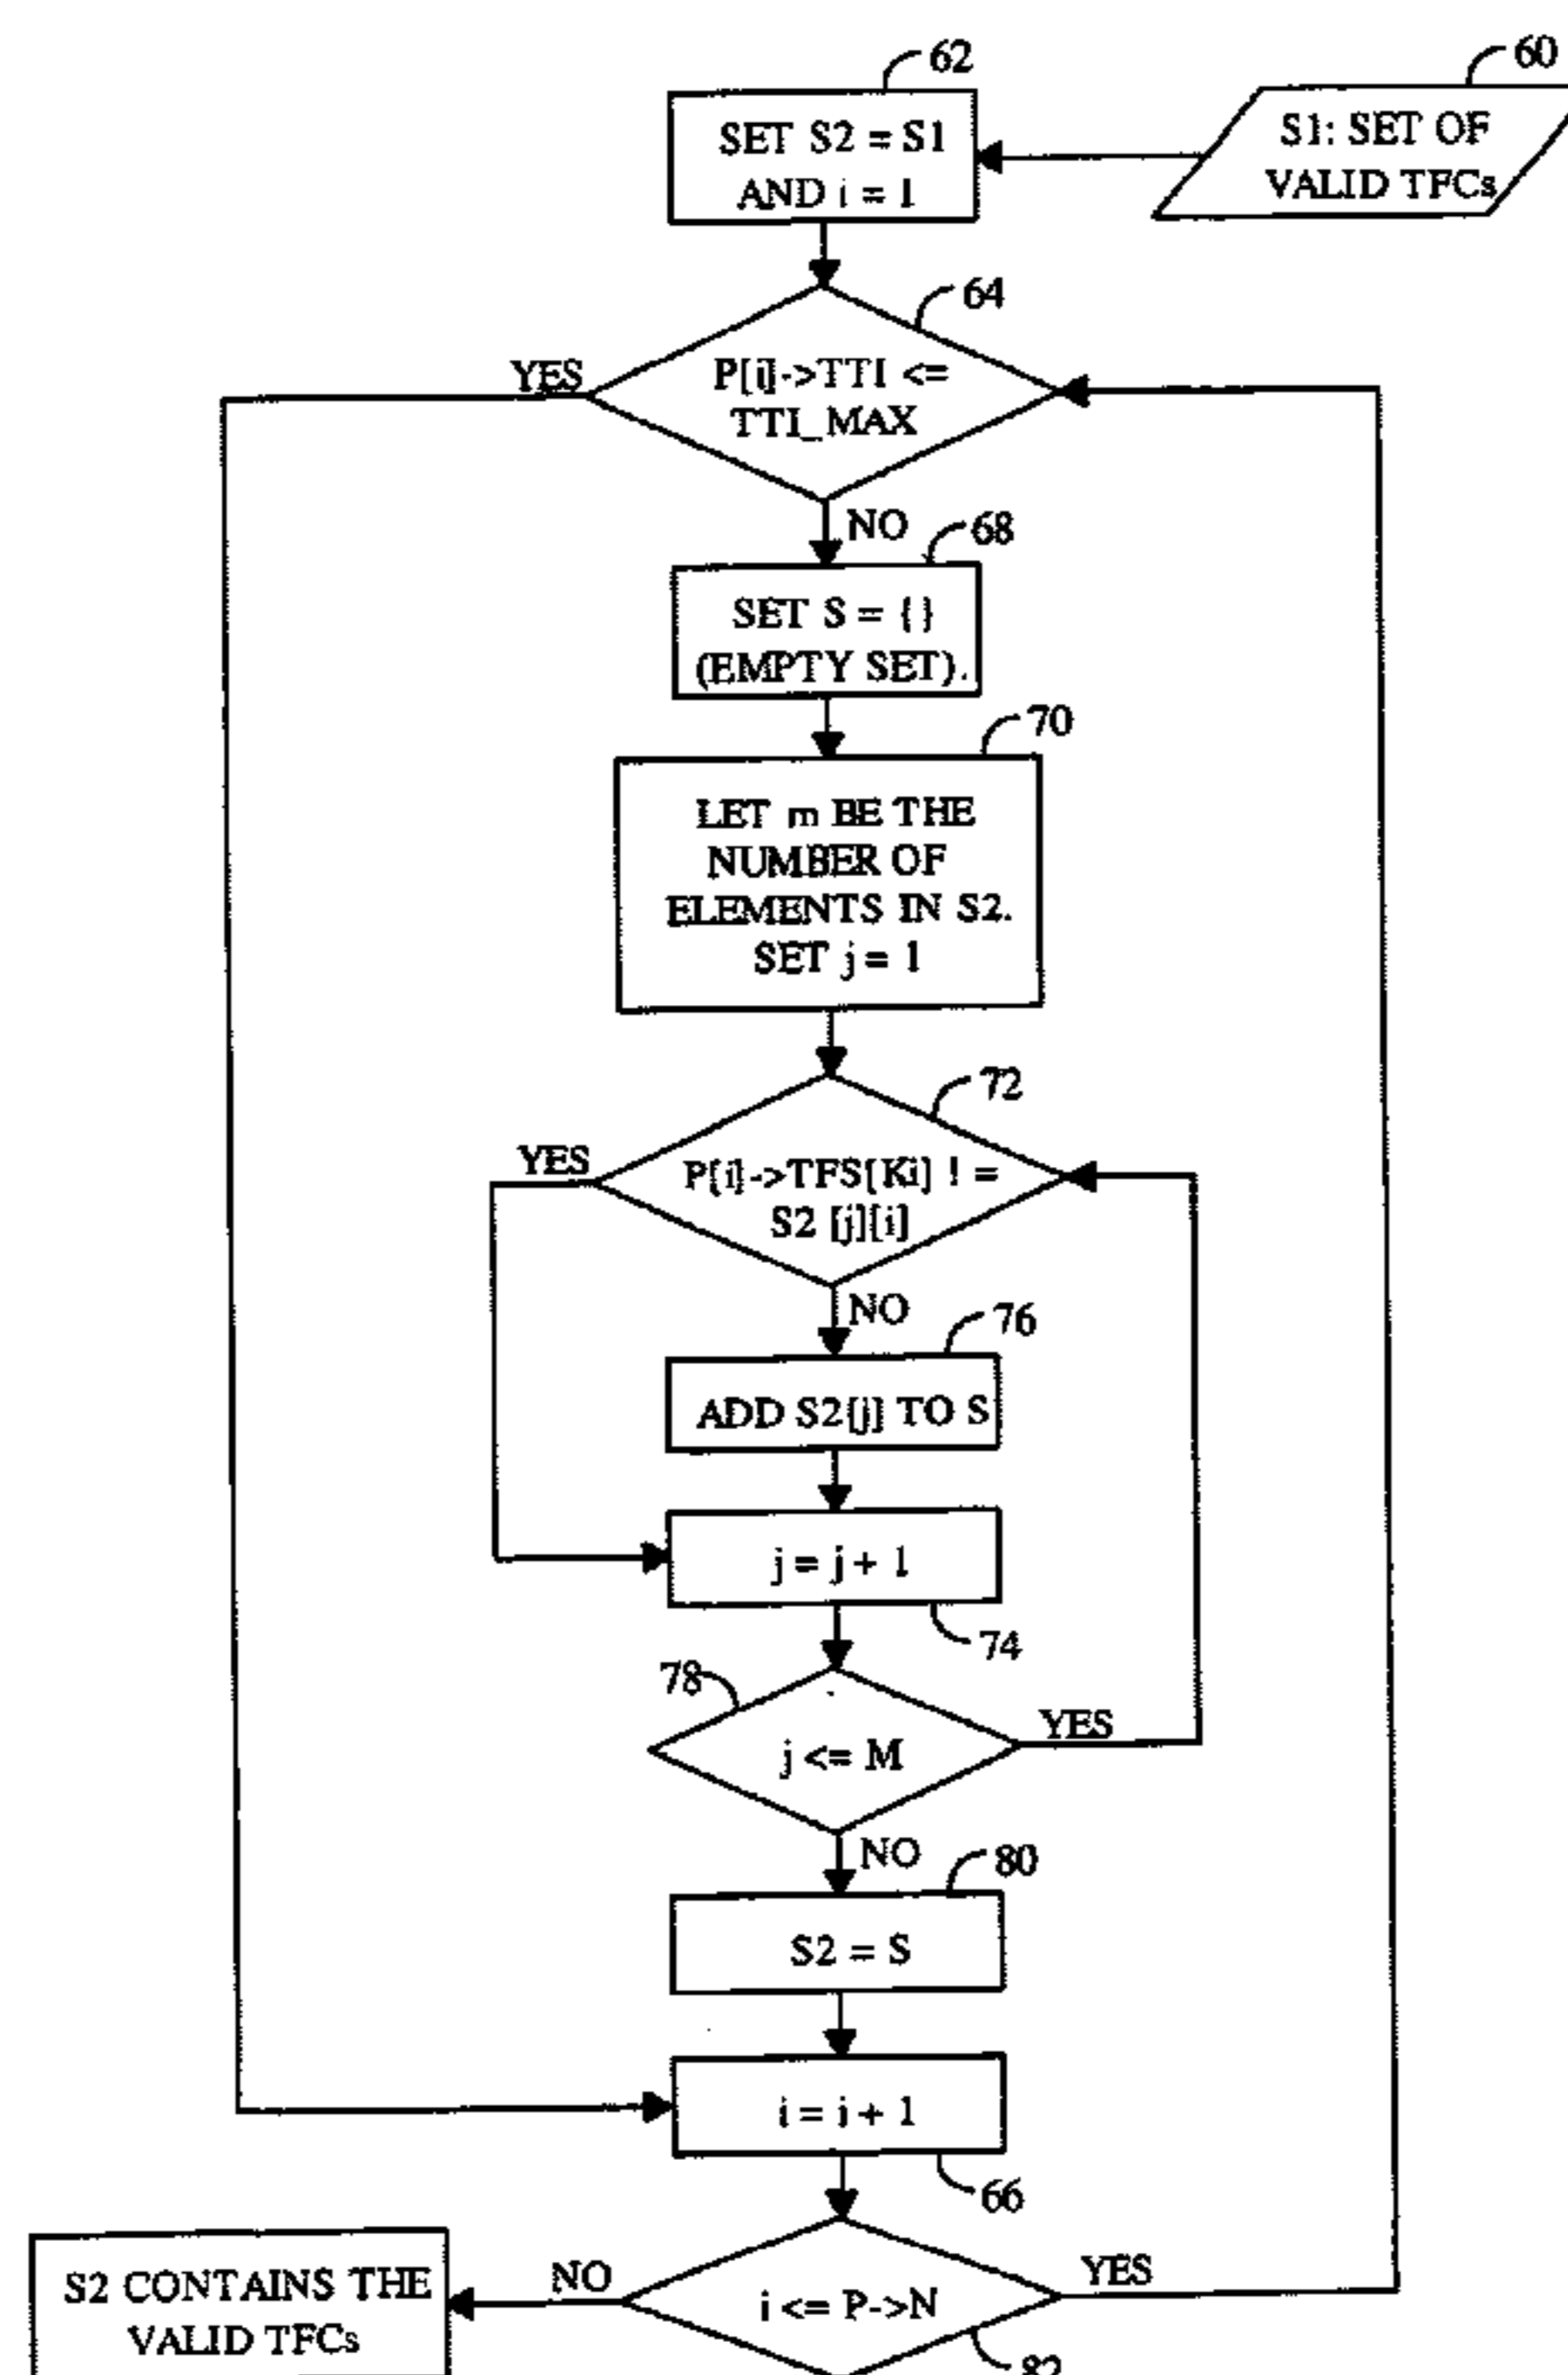 62
60
SET S2 = S1
AND i = 1
S1: SET OF
VALID TFCs
64
YES
P[i]->TTI <=
TTI_MAX
NO
68
SET S = {}
(EMPTY SET).
70
LET m BE THE
NUMBER OF
ELEMENTS IN S2.
SET j = 1
72
YES
P[i]->TFS[Ki] ! =
S2 [j][i]
NO
76
ADD S2[j] TO S
j = j + 1
74
78
YES
j <= M
NO
80
S2 = S
i = i + 1
66
S2 CONTAINS THE
VALID TFCs
NO
i <= P->N
YES
82